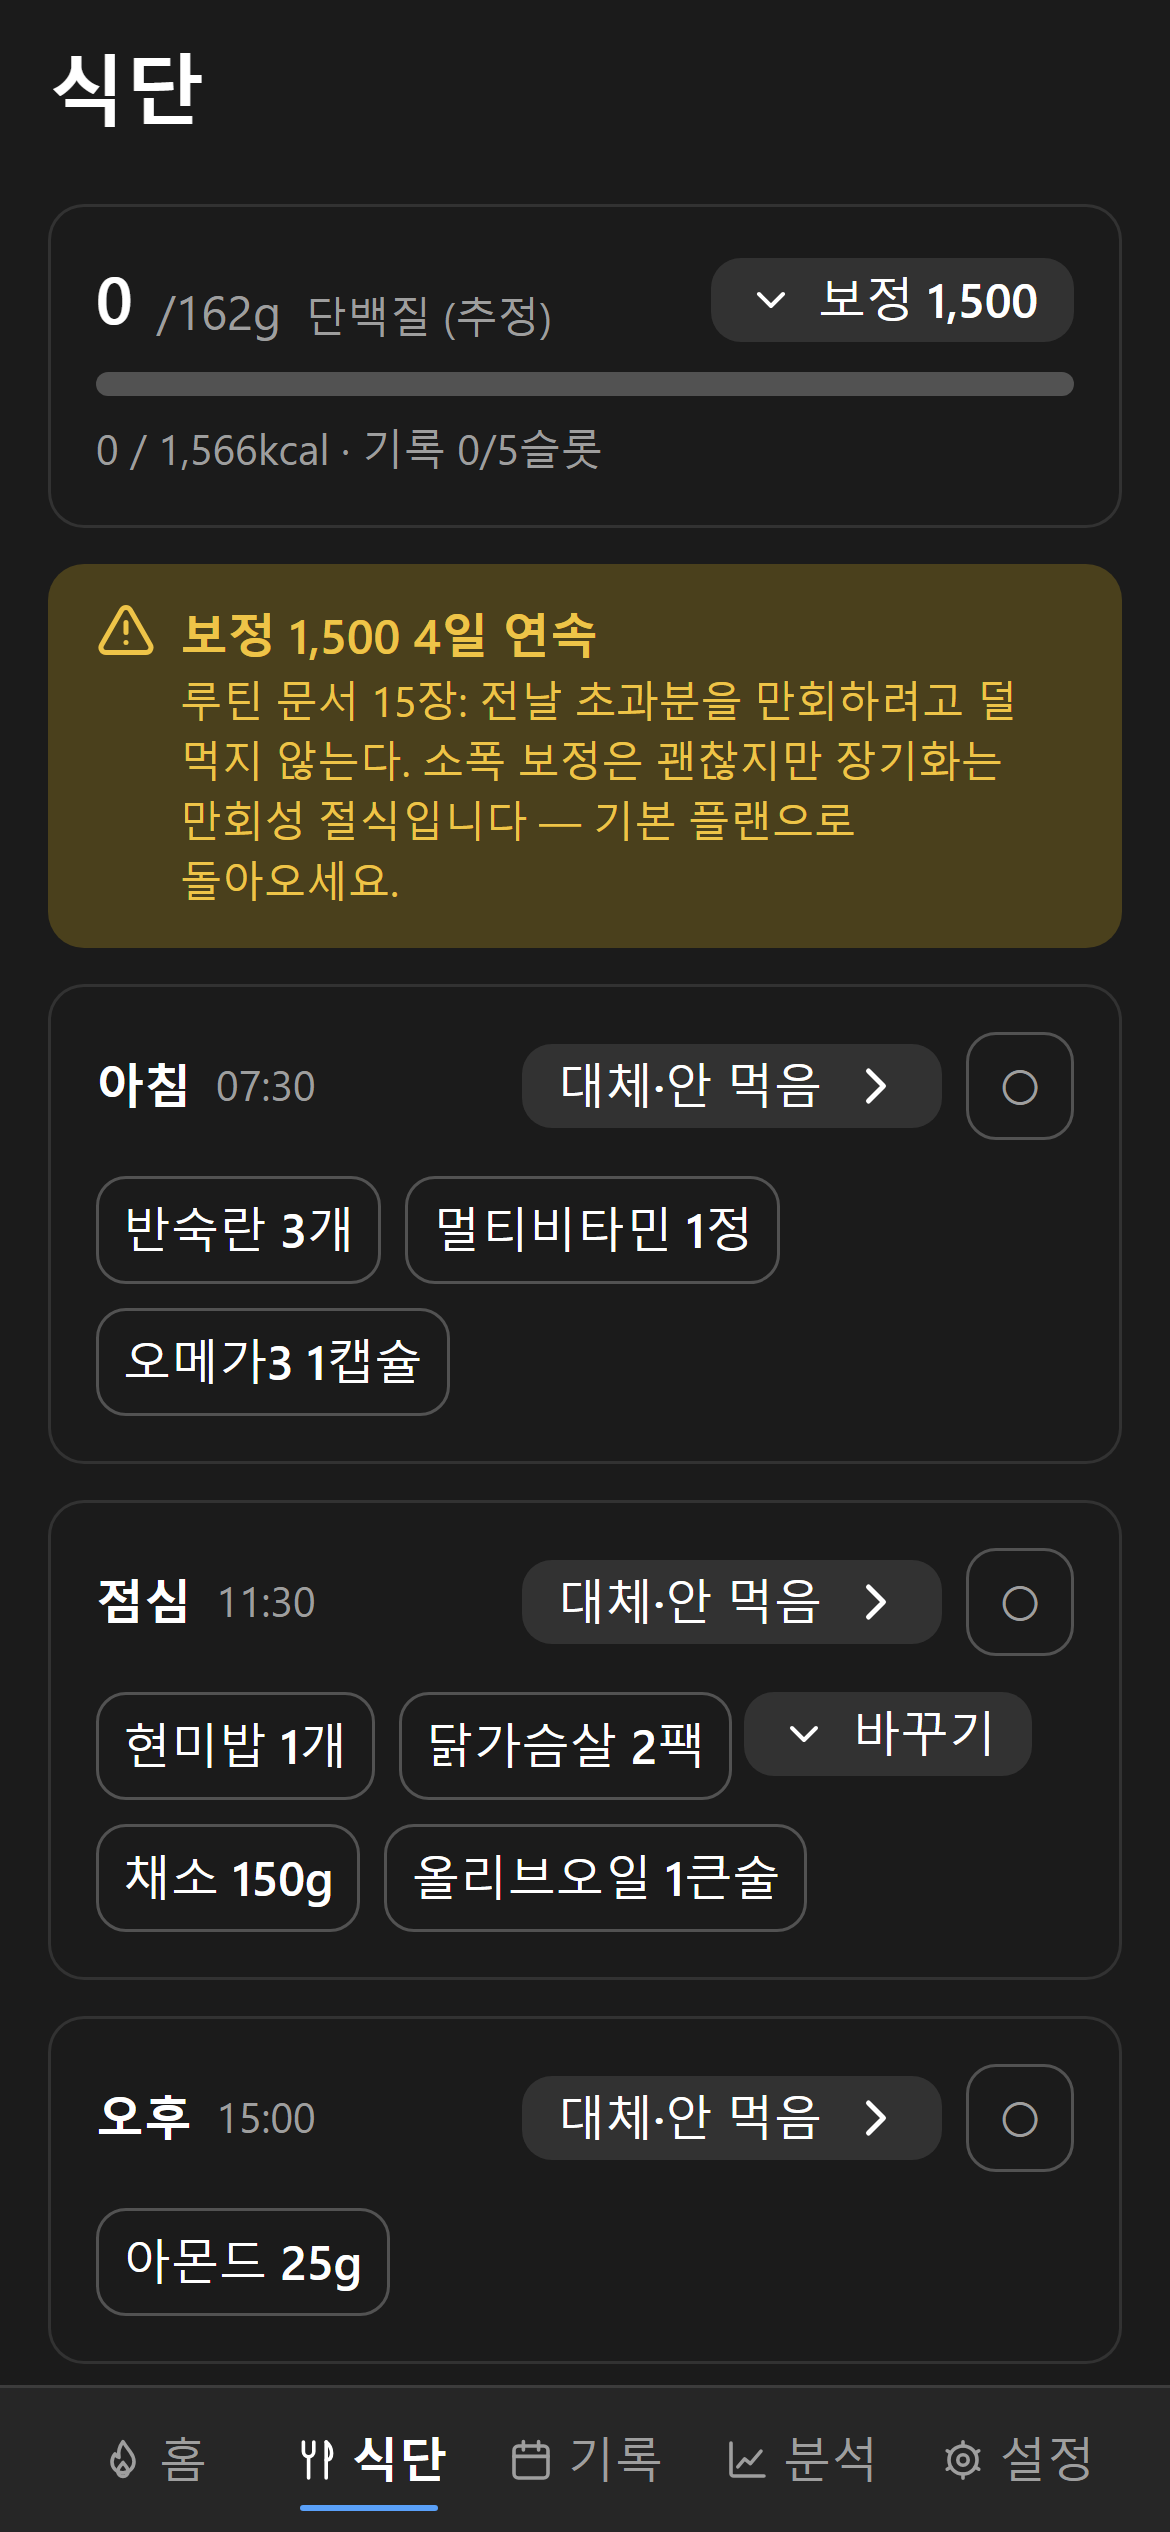 식단
0 /162g 단백질 (추정)
보정 1,500
0 / 1,566kcal · 기록 0/5슬롯
보정 1,500 4일 연속
루틴 문서 15장: 전날 초과분을 만회하려고 덜
먹지 않는다. 소폭 보정은 괜찮지만 장기화는
만회성 절식입니다 — 기본 플랜으로
돌아오세요.
아침 07:30
대체·안 먹음
반숙란 3개
멀티비타민 1정
오메가3 1캡슐
점심 11:30
대체·안 먹음
현미밥 1개
닭가슴살 2팩
바꾸기
채소 150g
올리브오일 1큰술
오후 15:00
대체·안 먹음
아몬드 25g
홈
식단
기록
분석
설정